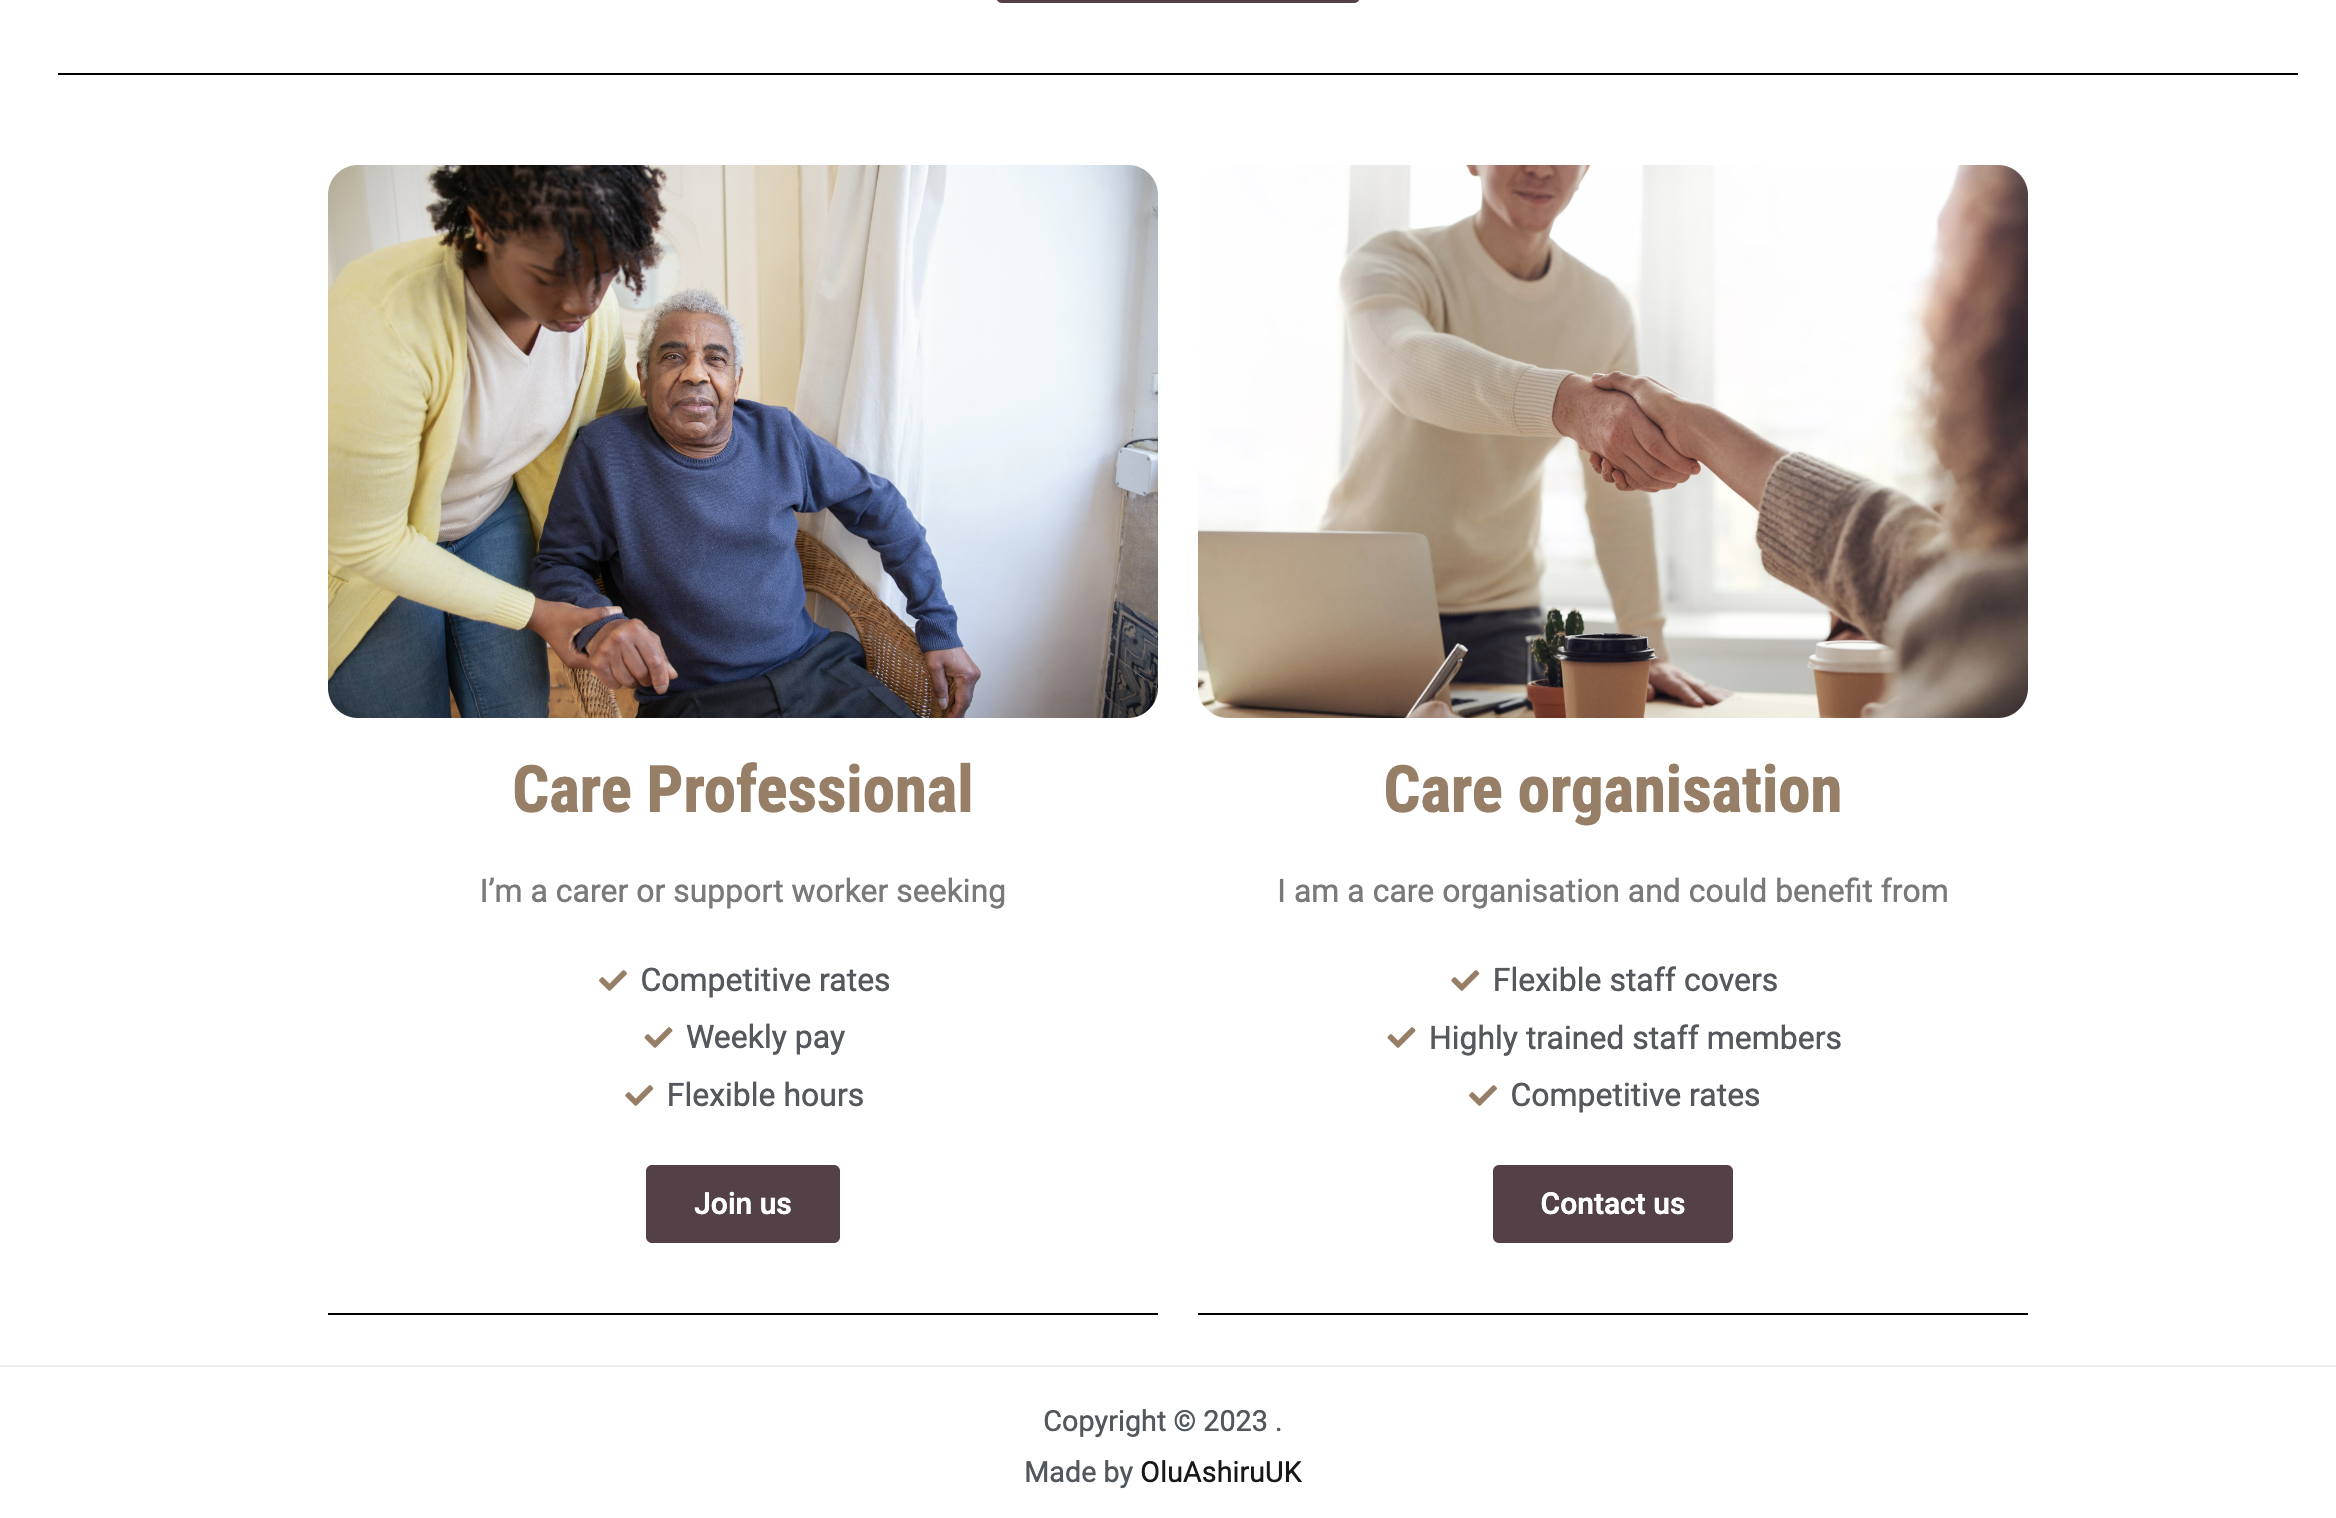 Care Professional
I’m a carer or support worker seeking
Competitive rates
Weekly pay
Flexible hours
Join us
Care organisation
I am a care organisation and could benefit from
Flexible staff covers
Highly trained staff members
Competitive rates
Contact us
Copyright © 2023 .
Made by OluAshiruUK